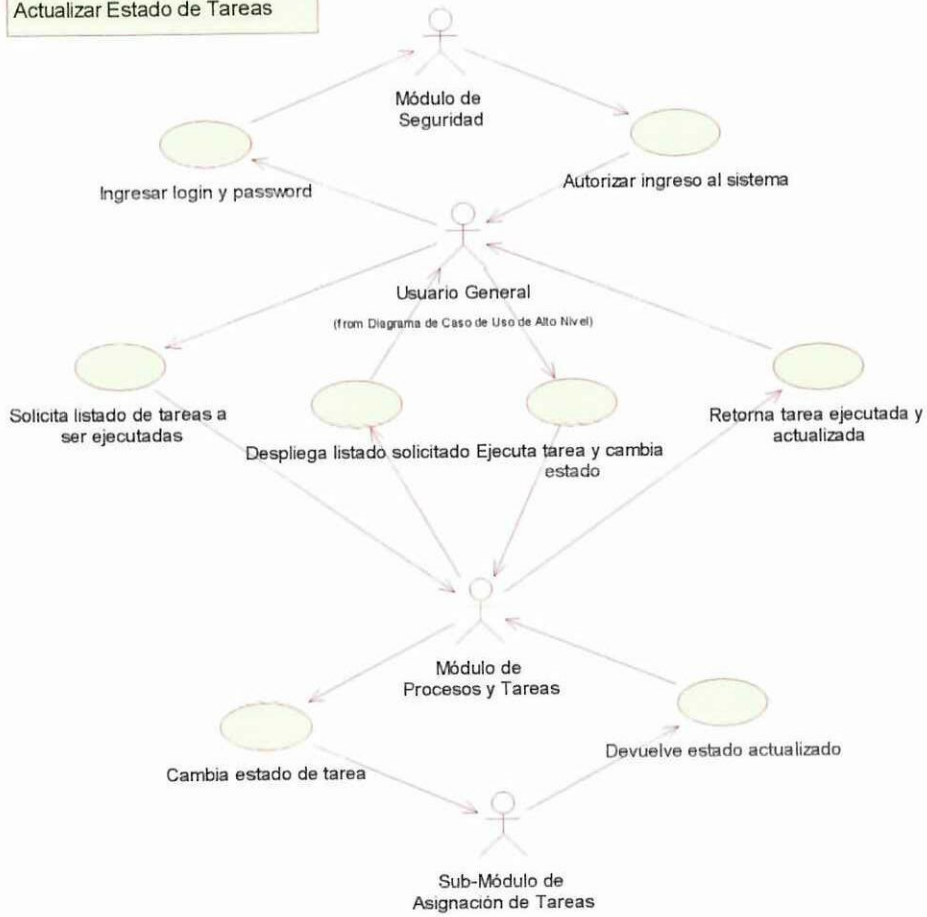 Actualizar Estado de Tareas
Módulo de
Seguridad
Ingresar login y password
Autorizar ingreso al sistema
Usuario General
(from Diagrama de Caso de Uso de Alto Nivel)
Solicita listado de tareas a
ser ejecutadas
Despliega listado solicitado
Ejecuta tarea y cambia
estado
Retorna tarea ejecutada y
actualizada
Módulo de
Procesos y Tareas
Cambia estado de tarea
Devuelve estado actualizado
Sub-Módulo de
Asignación de Tareas